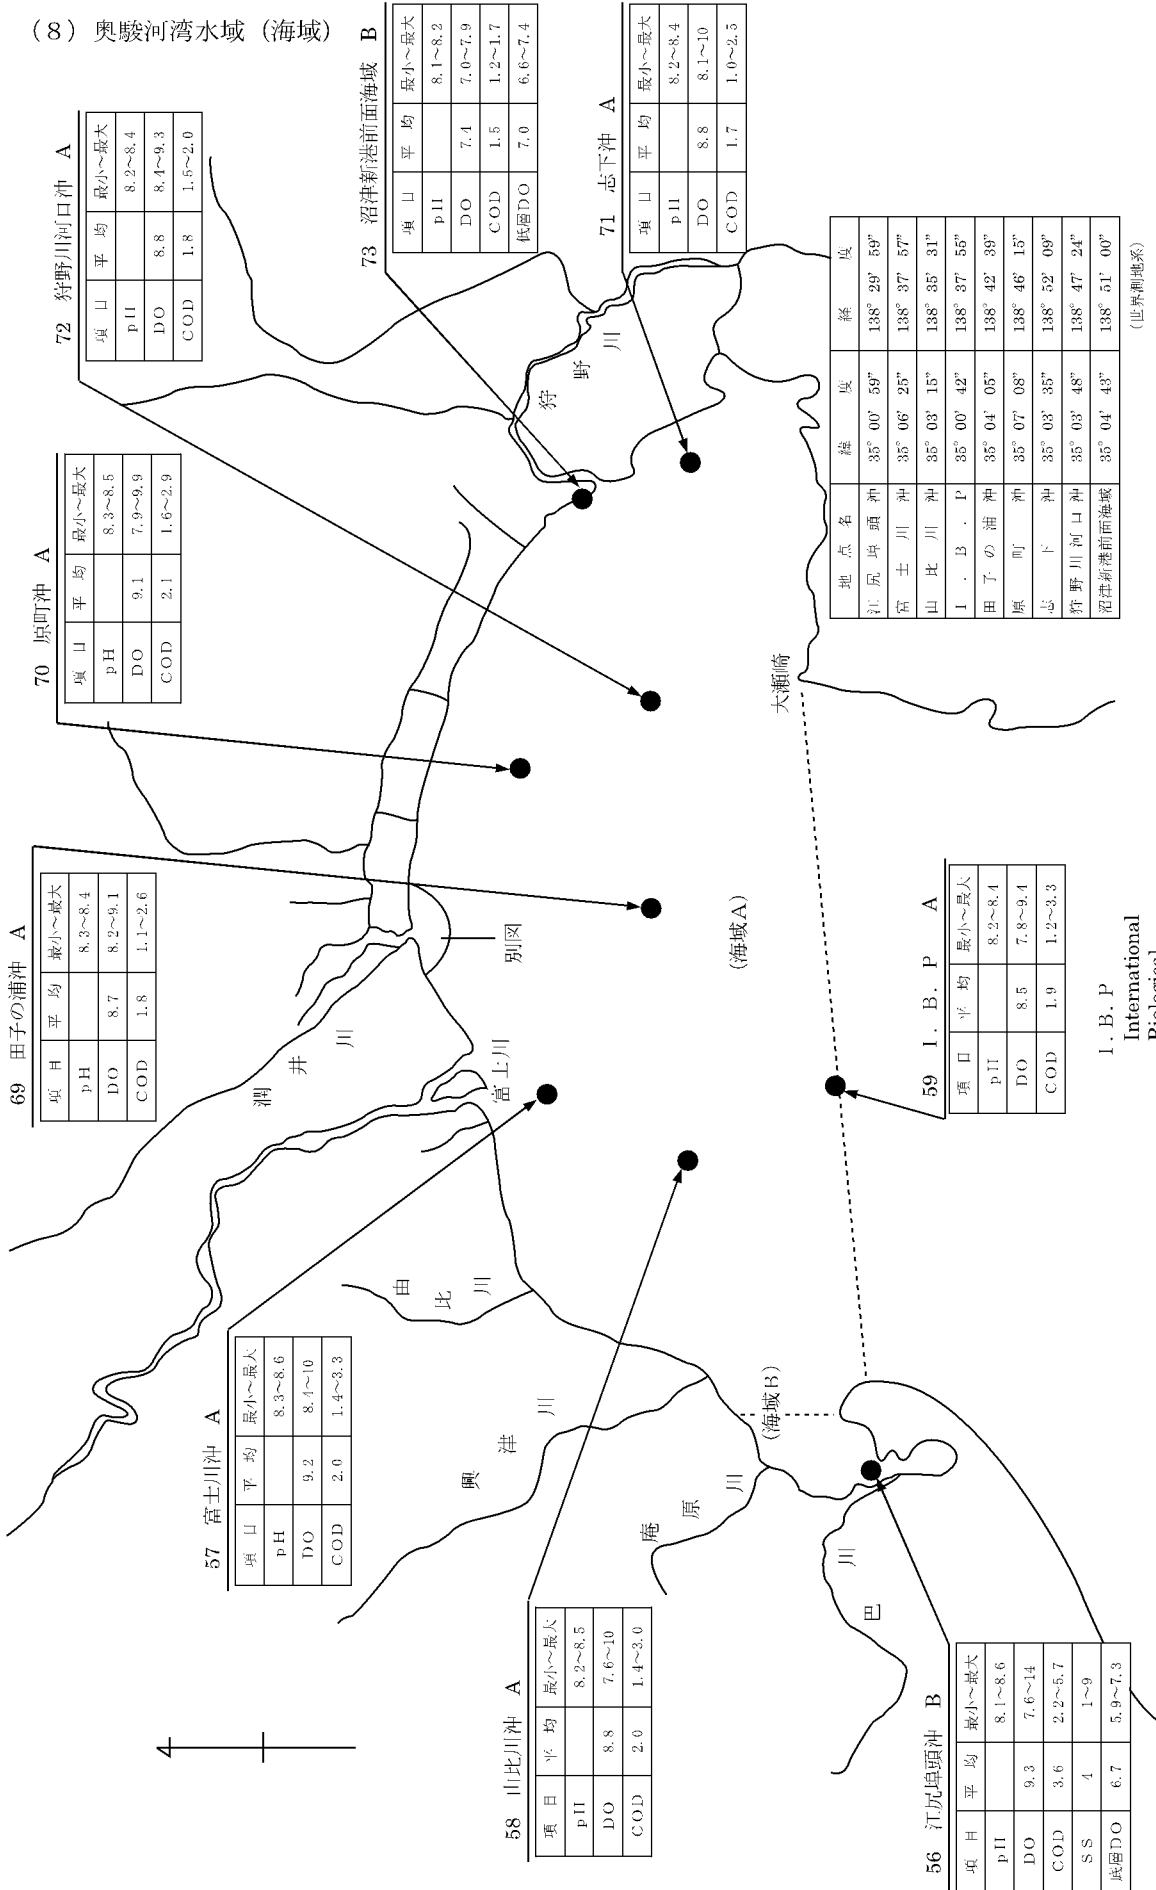 (8) 奥駿河湾水域 (海域)
69 田子の浦沖 A
項目 平均 最小～最大
pH 8.3～8.4
DO 8.7 8.2～9.1
COD 1.8 1.1～2.6
70 原町沖 A
項目 平均 最小～最大
pH 8.3～8.5
DO 9.1 7.9～9.9
COD 2.1 1.6～2.9
72 狩野川河口沖 A
項目 平均 最小～最大
pH 8.2～8.4
DO 8.8 8.4～9.3
COD 1.8 1.5～2.0
73 沼津新港前面海域 B
項目 平均 最小～最大
pH 8.1～8.2
DO 7.4 7.0～7.9
COD 1.5 1.2～1.7
低層DO 7.0 6.6～7.4
71 志下沖 A
項目 平均 最小～最大
pH 8.2～8.4
DO 8.8 8.1～10
COD 1.7 1.0～2.5
57 富士川沖 A
項目 平均 最小～最大
pH 8.3～8.6
DO 9.2 8.4～10
COD 2.0 1.4～3.3
58 由比川沖 A
項目 平均 最小～最大
pH 8.2～8.5
DO 8.8 7.6～10
COD 2.0 1.4～3.0
56 江尻埠頭沖 B
項目 平均 最小～最大
pH 8.1～8.6
DO 9.3 7.6～14
COD 3.6 2.2～5.7
SS 4 1～9
底層DO 6.7 5.9～7.3
59 I. B. P A
項目 平均 最小～最大
pH 8.2～8.4
DO 8.5 7.8～9.4
COD 1.9 1.2～3.3
I. B. P
International
Biological
潤井川
富士川
由比川
興津川
庵原川
巴川
狩野川
別図
大瀬崎
(海域A)
(海域B)
地点名 緯度 経度
江尻埠頭沖 35° 00′ 59″ 138° 29′ 59″
富士川沖 35° 06′ 25″ 138° 37′ 57″
由比川沖 35° 03′ 15″ 138° 35′ 31″
I.B.P 35° 00′ 42″ 138° 37′ 55″
田子の浦沖 35° 04′ 05″ 138° 42′ 39″
原町沖 35° 07′ 08″ 138° 46′ 15″
志下沖 35° 03′ 35″ 138° 52′ 09″
狩野川河口沖 35° 03′ 48″ 138° 47′ 24″
沼津新港前面海域 35° 04′ 43″ 138° 51′ 00″
(世界測地系)